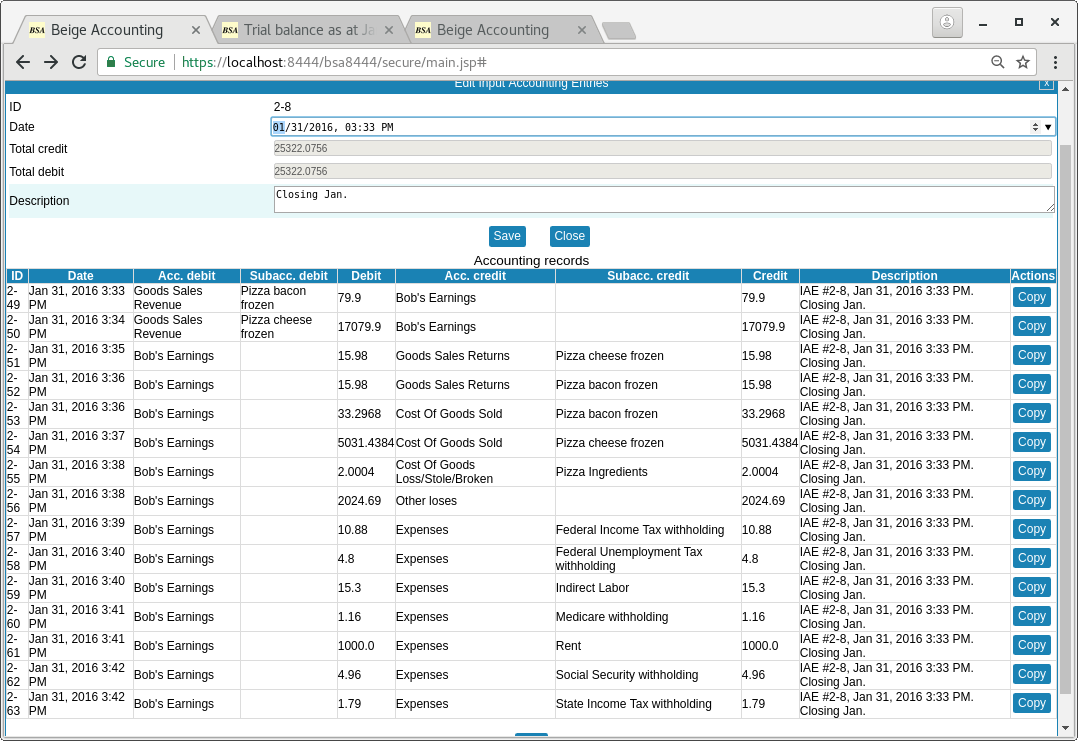 BSA Beige Accounting
BSA Trial balance as at Ja
BSA Beige Accounting
Secure https://localhost:8444/bsa8444/secure/main.jsp#
Edit Input Accounting Entries x
ID 2-8
Date 01/31/2016, 03:33 PM
Total credit 25322.0756
Total debit 25322.0756
Description Closing Jan.
Save Close
Accounting records
ID Date Acc. debit Subacc. debit Debit Acc. credit Subacc. credit Credit Description Actions
2- Jan 31, 2016 3:33 Goods Sales Pizza bacon 79.9 Bob's Earnings 79.9 IAE #2-8, Jan 31, 2016 3:33 PM. Copy
49 PM Revenue frozen Closing Jan.
2- Jan 31, 2016 3:34 Goods Sales Pizza cheese 17079.9 Bob's Earnings 17079.9 IAE #2-8, Jan 31, 2016 3:33 PM. Copy
50 PM Revenue frozen Closing Jan.
2- Jan 31, 2016 3:35 Bob's Earnings 15.98 Goods Sales Returns Pizza cheese frozen 15.98 IAE #2-8, Jan 31, 2016 3:33 PM. Copy
51 PM Closing Jan.
2- Jan 31, 2016 3:36 Bob's Earnings 15.98 Goods Sales Returns Pizza bacon frozen 15.98 IAE #2-8, Jan 31, 2016 3:33 PM. Copy
52 PM Closing Jan.
2- Jan 31, 2016 3:36 Bob's Earnings 33.2968 Cost Of Goods Sold Pizza bacon frozen 33.2968 IAE #2-8, Jan 31, 2016 3:33 PM. Copy
53 PM Closing Jan.
2- Jan 31, 2016 3:37 Bob's Earnings 5031.4384 Cost Of Goods Sold Pizza cheese frozen 5031.4384 IAE #2-8, Jan 31, 2016 3:33 PM. Copy
54 PM Closing Jan.
2- Jan 31, 2016 3:38 Bob's Earnings 2.0004 Cost Of Goods Pizza Ingredients 2.0004 IAE #2-8, Jan 31, 2016 3:33 PM. Copy
55 PM Loss/Stole/Broken Closing Jan.
2- Jan 31, 2016 3:38 Bob's Earnings 2024.69 Other loses 2024.69 IAE #2-8, Jan 31, 2016 3:33 PM. Copy
56 PM Closing Jan.
2- Jan 31, 2016 3:39 Bob's Earnings 10.88 Expenses Federal Income Tax withholding 10.88 IAE #2-8, Jan 31, 2016 3:33 PM. Copy
57 PM Closing Jan.
2- Jan 31, 2016 3:40 Bob's Earnings 4.8 Expenses Federal Unemployment Tax 4.8 IAE #2-8, Jan 31, 2016 3:33 PM. Copy
58 PM withholding Closing Jan.
2- Jan 31, 2016 3:40 Bob's Earnings 15.3 Expenses Indirect Labor 15.3 IAE #2-8, Jan 31, 2016 3:33 PM. Copy
59 PM Closing Jan.
2- Jan 31, 2016 3:41 Bob's Earnings 1.16 Expenses Medicare withholding 1.16 IAE #2-8, Jan 31, 2016 3:33 PM. Copy
60 PM Closing Jan.
2- Jan 31, 2016 3:41 Bob's Earnings 1000.0 Expenses Rent 1000.0 IAE #2-8, Jan 31, 2016 3:33 PM. Copy
61 PM Closing Jan.
2- Jan 31, 2016 3:42 Bob's Earnings 4.96 Expenses Social Security withholding 4.96 IAE #2-8, Jan 31, 2016 3:33 PM. Copy
62 PM Closing Jan.
2- Jan 31, 2016 3:42 Bob's Earnings 1.79 Expenses State Income Tax withholding 1.79 IAE #2-8, Jan 31, 2016 3:33 PM. Copy
63 PM Closing Jan.